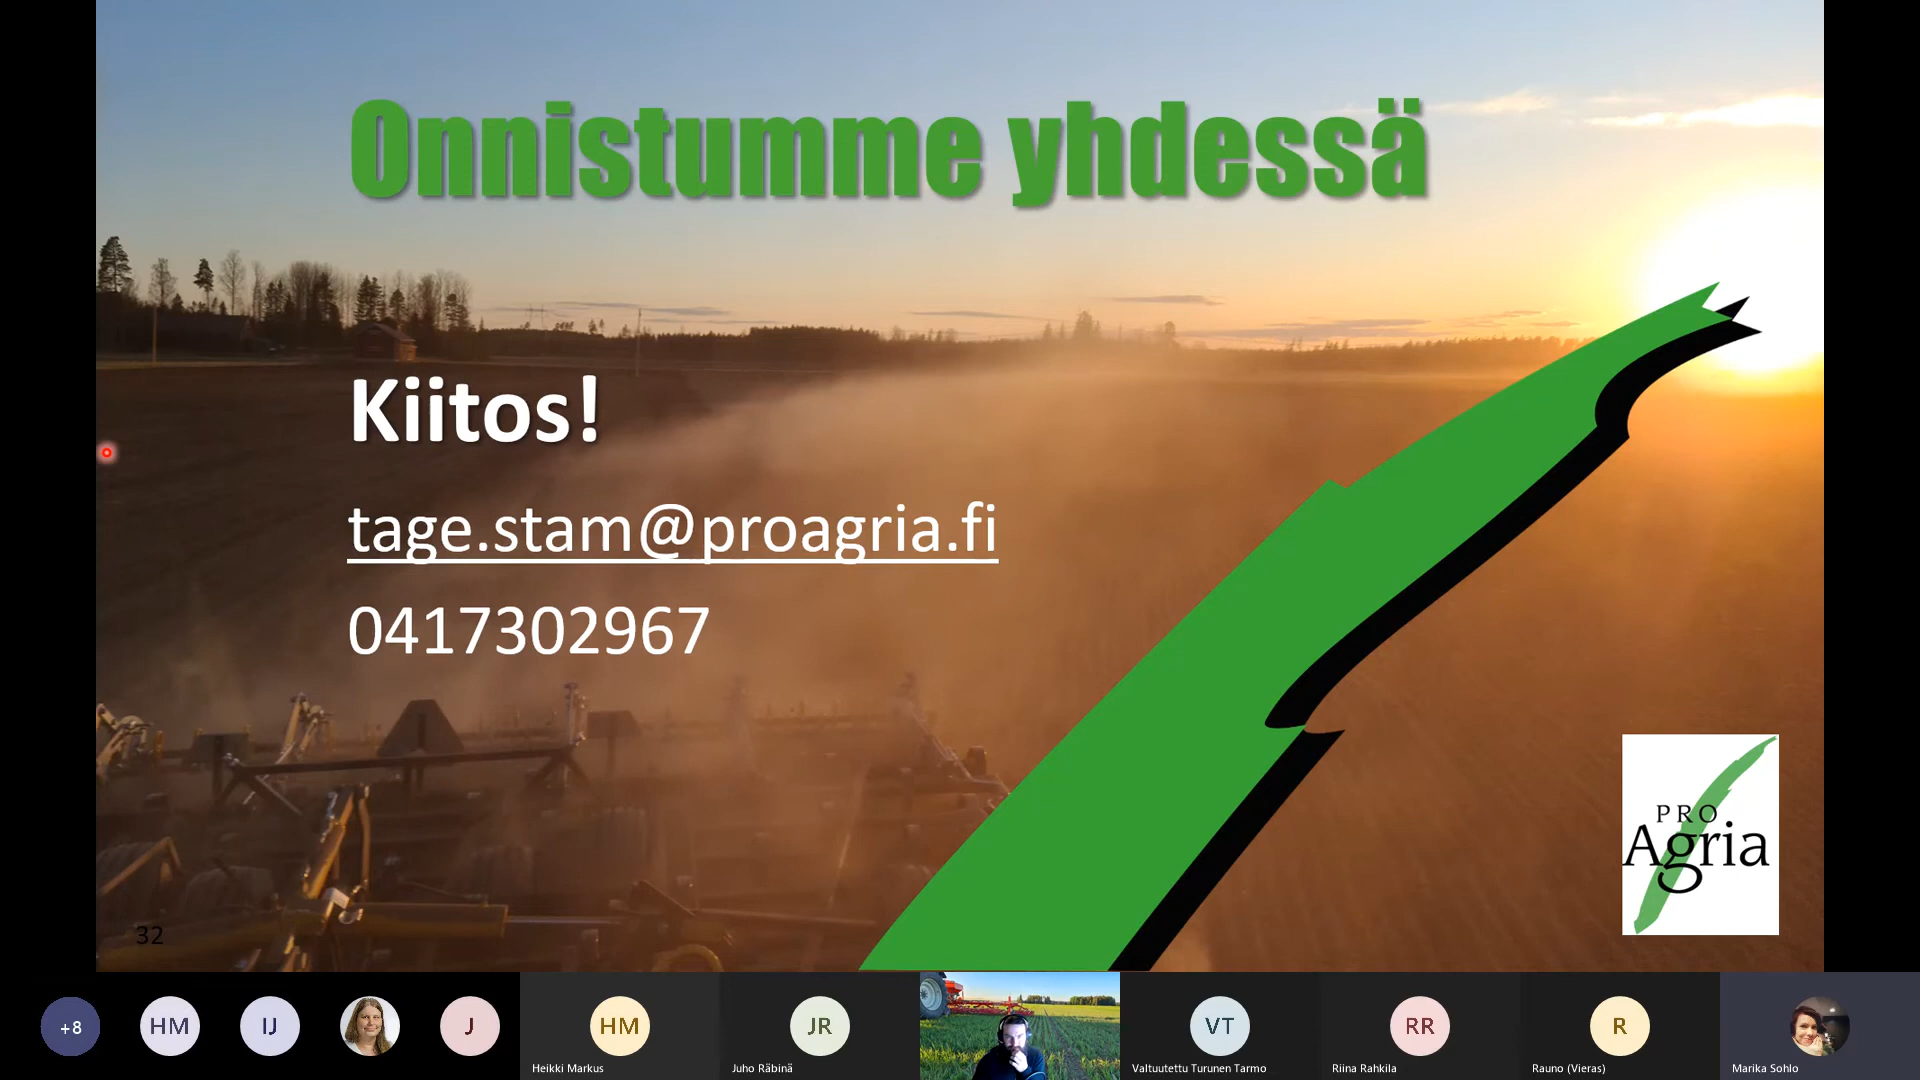 Onnistumme yhdessä
Kiitos!
tage.stam@proagria.fi
0417302967
PRO
Agria
32
+8
HM
IJ
J
HM
Heikki Markus
JR
Juho Räbinä
VT
Valtuutettu Turunen Tarmo
RR
Riina Rahkila
R
Rauno (Vieras)
Marika Sohlo